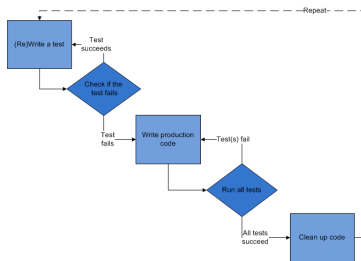 Repeat
(Re)Write a test
Test
succeeds
Check if the
test fails
Test
fails
Write production
code
Test(s) fail
Run all tests
All tests
succeed
Clean up code